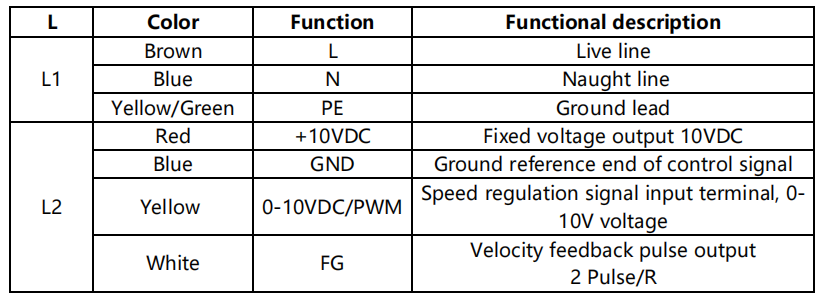 L Color Function Functional description
L1
Brown L Live line
Blue N Naught line
Yellow/Green PE Ground lead
L2
Red +10VDC Fixed voltage output 10VDC
Blue GND Ground reference end of control signal
Yellow 0-10VDC/PWM Speed regulation signal input terminal, 0-
10V voltage
White FG Velocity feedback pulse output
2 Pulse/R